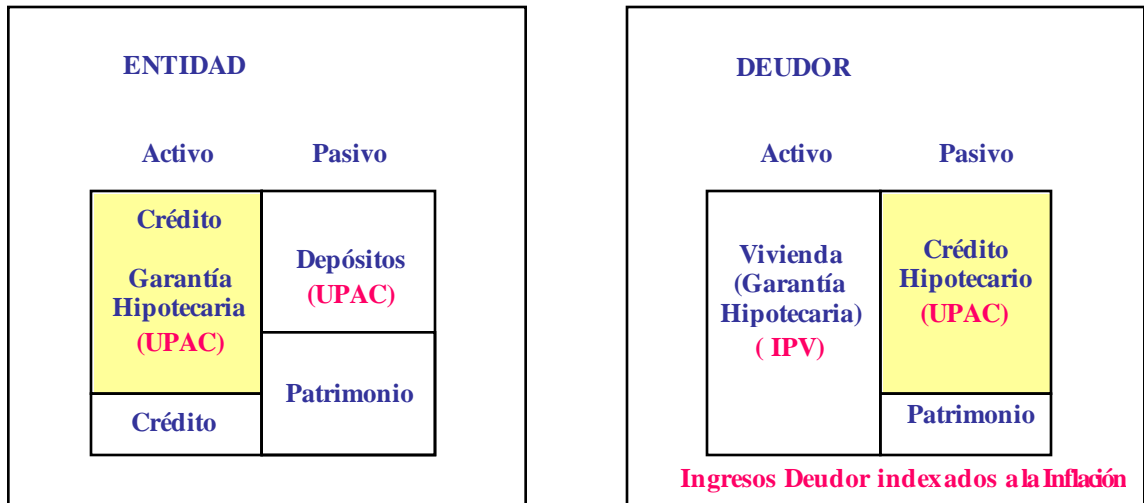 ENTIDAD
Activo Pasivo
Crédito
Garantía
Hipotecaria
(UPAC)
Crédito
Depósitos
(UPAC)
Patrimonio
DEUDOR
Activo Pasivo
Vivienda
(Garantía
Hipotecaria)
( IPV)
Crédito
Hipotecario
(UPAC)
Patrimonio
Ingresos Deudor indexados a la Inflación